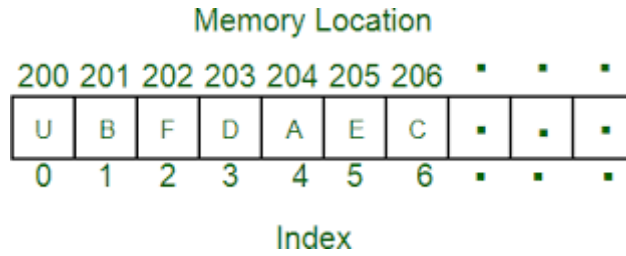 Memory Location
200 201 202 203 204 205 206 . . .
U B F D A E C . . .
0 1 2 3 4 5 6 . . .
Index